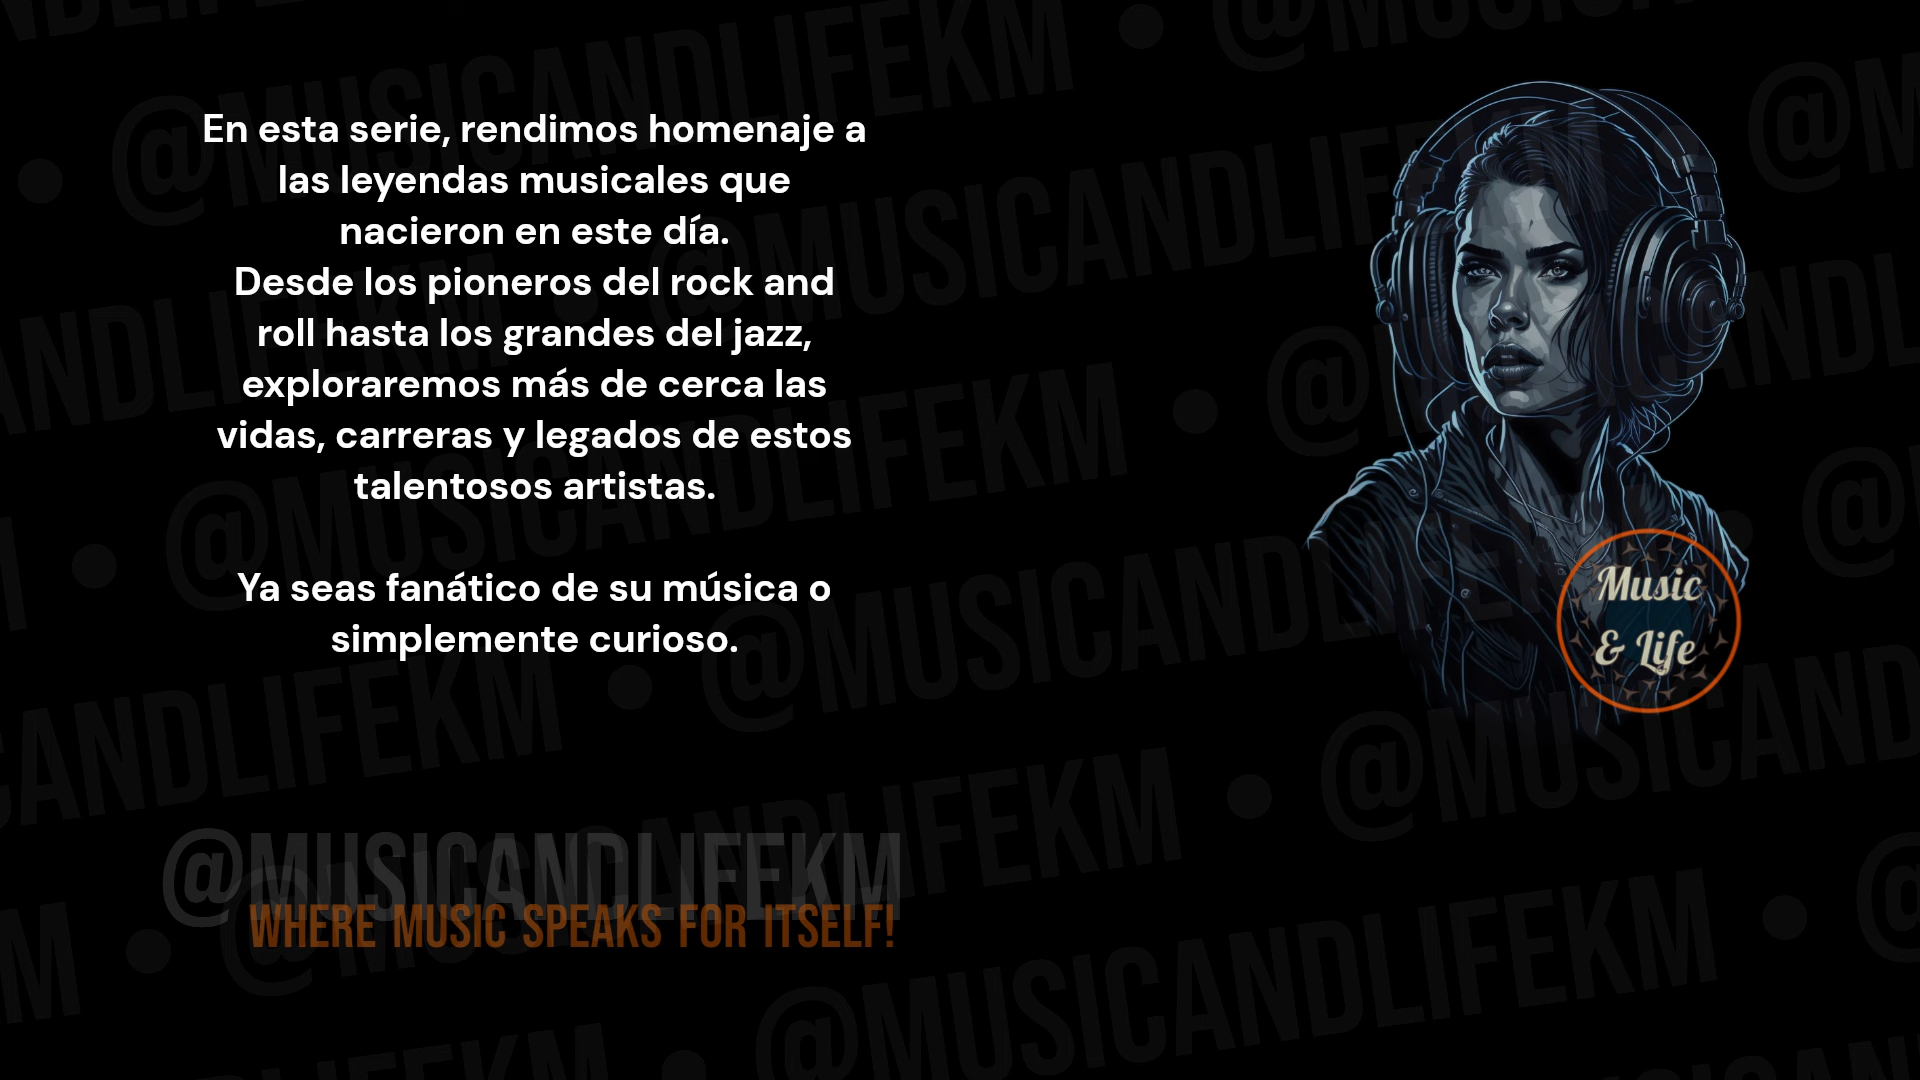 En esta serie, rendimos homenaje a
las leyendas musicales que
nacieron en este día.
Desde los pioneros del rock and
roll hasta los grandes del jazz,
exploraremos más de cerca las
vidas, carreras y legados de estos
talentosos artistas.
Ya seas fanático de su música o
simplemente curioso.
Music
& Life
@MUSICANDLIFEKM
WHERE MUSIC SPEAKS FOR ITSELF!